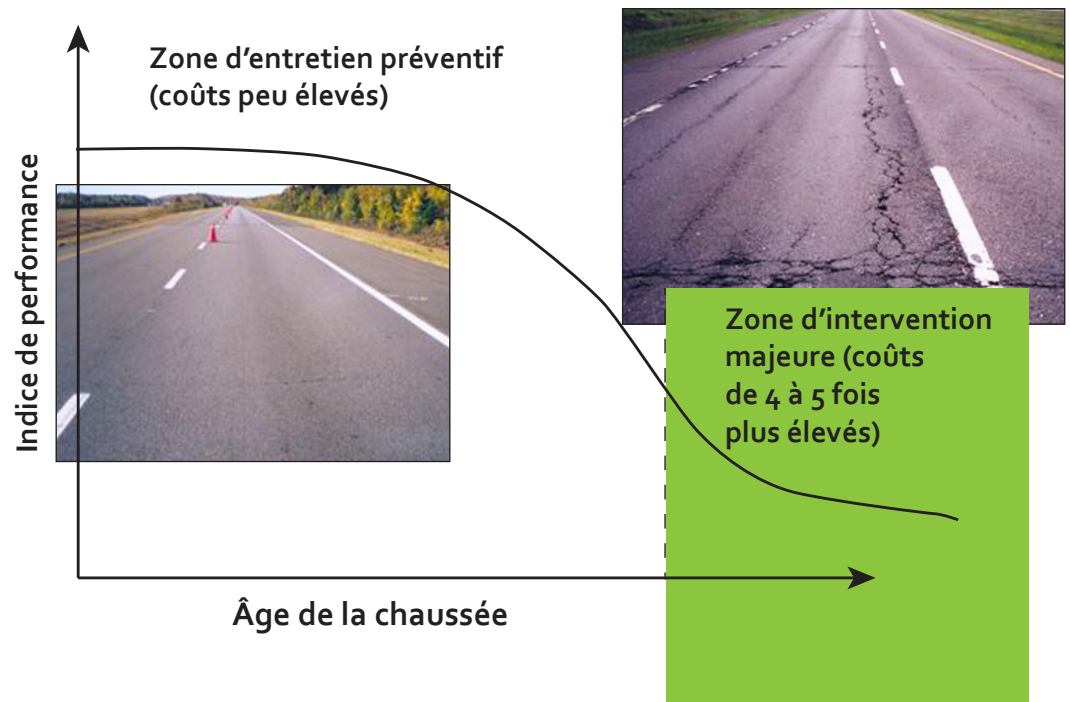 Zone d'entretien préventif
(coûts peu élevés)
Indice de performance
Zone d'intervention
majeure (coûts
de 4 à 5 fois
plus élevés)
Âge de la chaussée